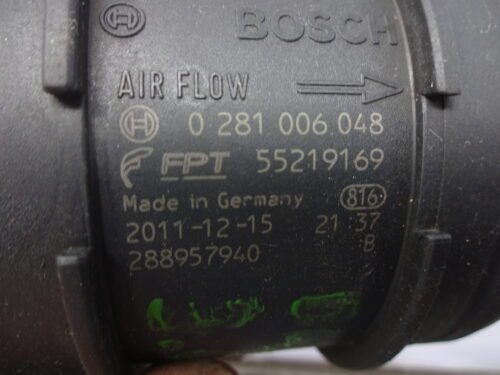 BOSCH
AIR FLOW
0 281 006 048
FPT 55219169
Made in Germany 816
2011-12-15 21 37
288957940 B